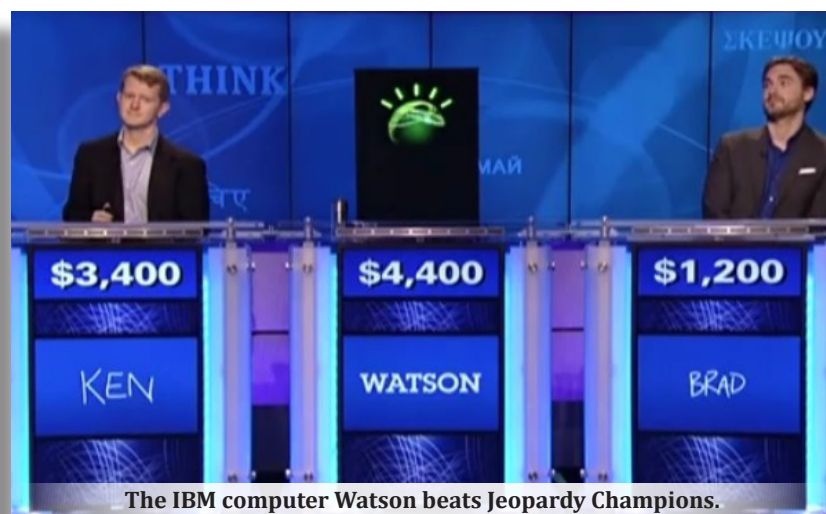 THINK
ΣΚΕΨΟΥ
МАЙ
$3,400
$4,400
$1,200
KEN
WATSON
BRAD
The IBM computer Watson beats Jeopardy Champions.